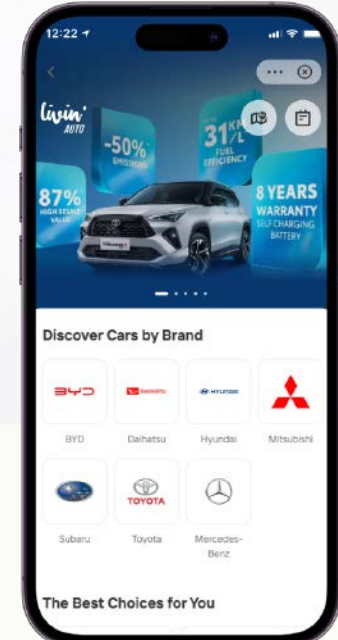 12:22
livin'
AUTO
-50%
EMISSIONS
31 KM/L
FUEL
EFFICIENCY
87%
HIGH RESALE
VALUE
8 YEARS
WARRANTY
SELF CHARGING
BATTERY
Discover Cars by Brand
BYD
DAIHATSU
HYUNDAI
BYD
Daihatsu
Hyundai
Mitsubishi
TOYOTA
Subaru
Toyota
Mercedes-
Benz
The Best Choices for You